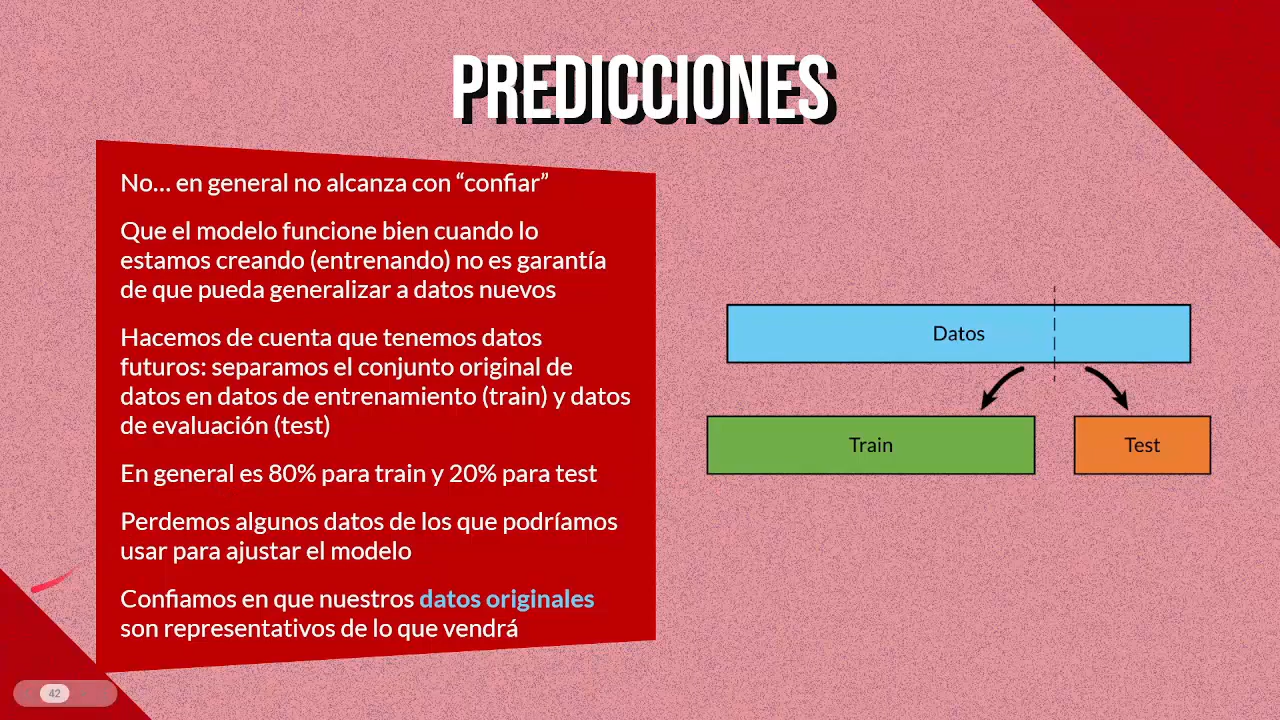 PREDICCIONES
No... en general no alcanza con “confiar”
Que el modelo funcione bien cuando lo
estamos creando (entrenando) no es garantía
de que pueda generalizar a datos nuevos
Hacemos de cuenta que tenemos datos
futuros: separamos el conjunto original de
datos en datos de entrenamiento (train) y datos
de evaluación (test)
En general es 80% para train y 20% para test
Perdemos algunos datos de los que podríamos
usar para ajustar el modelo
Confiamos en que nuestros datos originales
son representativos de lo que vendrá
Datos
Train
Test
42